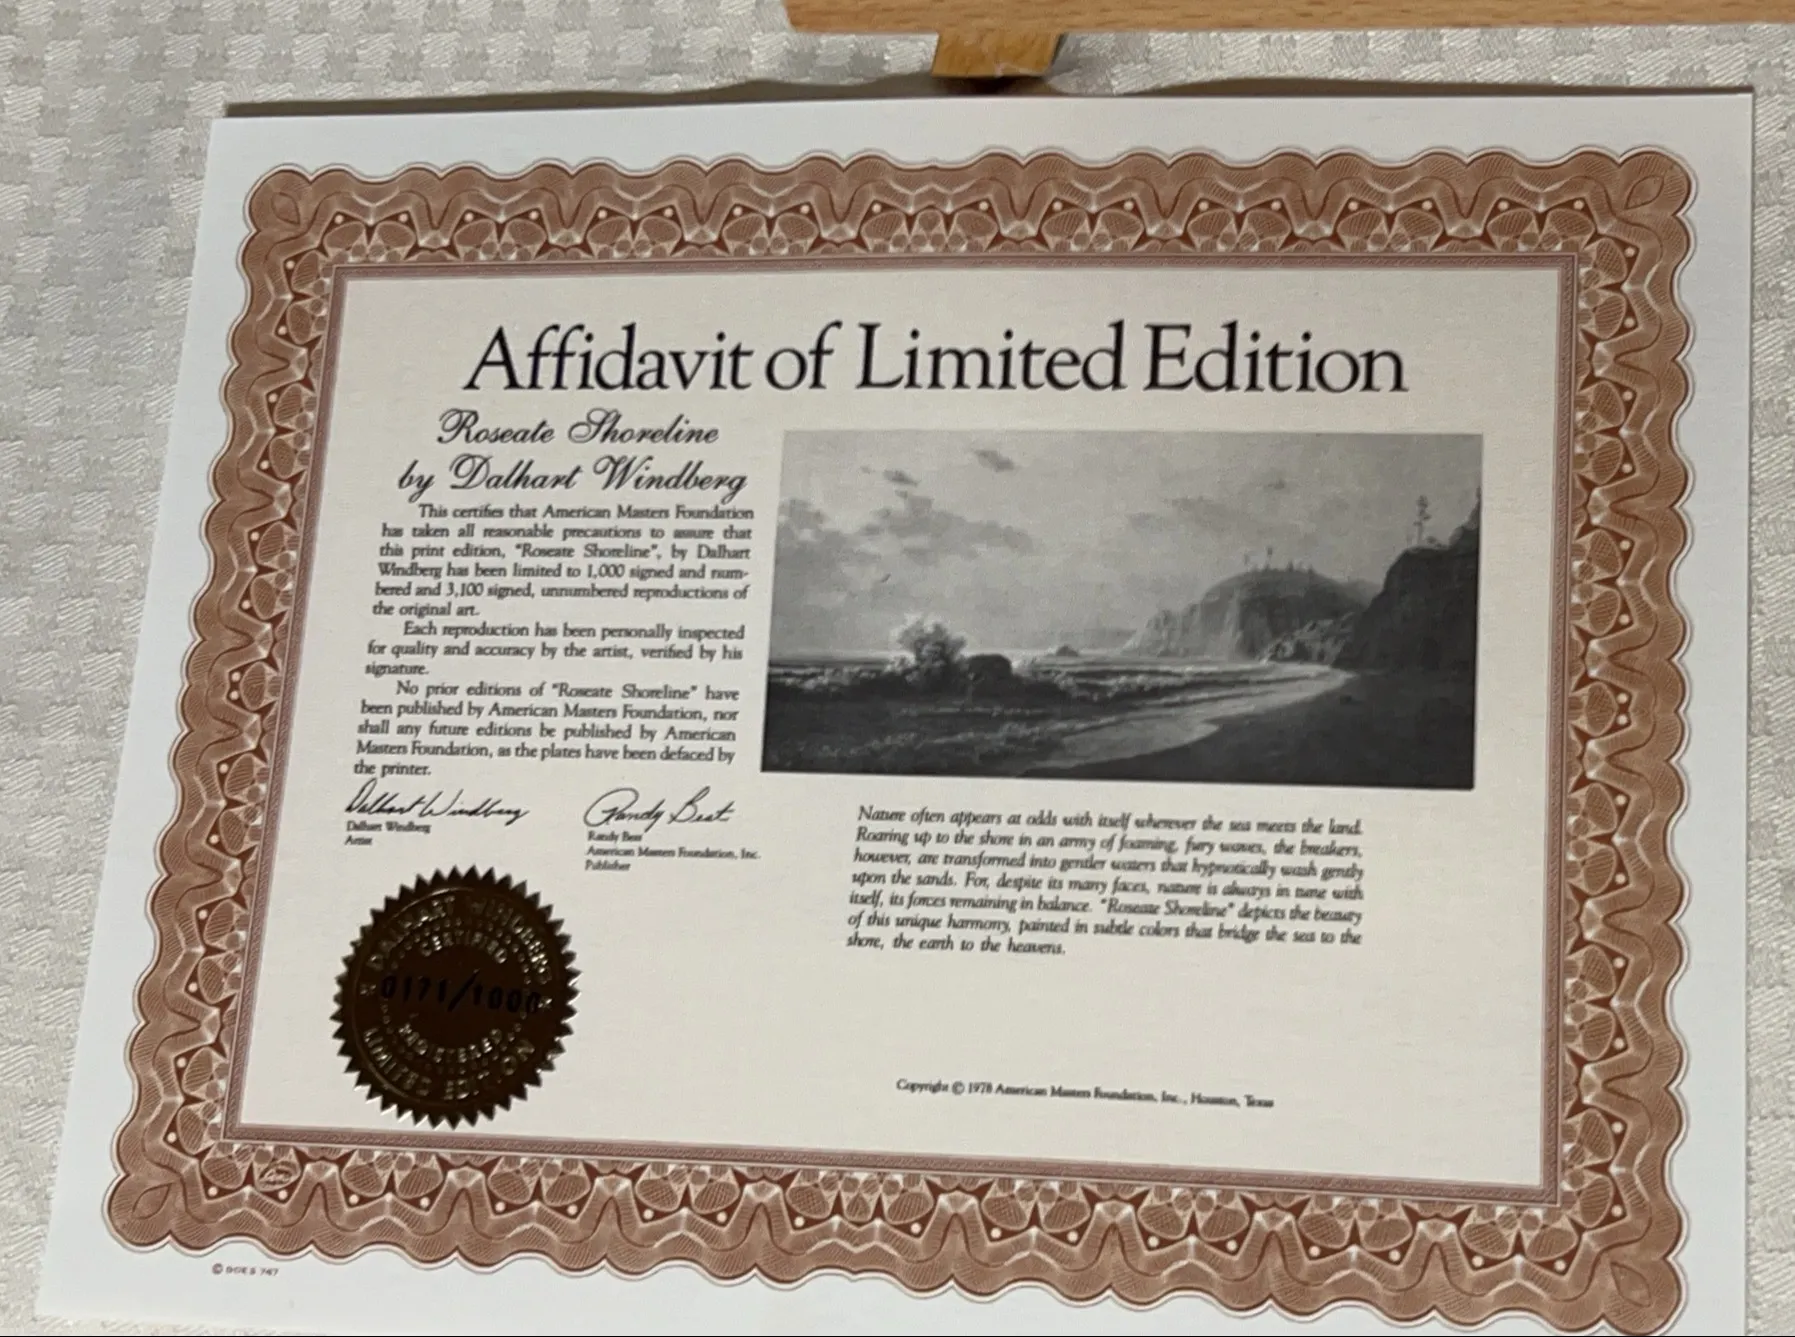 Affidavit of Limited Edition
Roseate Shoreline
by Dalhart Windberg
This certifies that American Masters Foundation
has taken all reasonable precautions to assure that
this print edition, "Roseate Shoreline", by Dalhart
Windberg has been limited to 1,000 signed and num-
bered and 3,100 signed, unnumbered reproductions of
the original art.
Each reproduction has been personally inspected
for quality and accuracy by the artist, verified by his
signature.
No prior editions of "Roseate Shoreline" have
been published by American Masters Foundation, nor
shall any future editions be published by American
Masters Foundation, as the plates have been defaced by
the printer.
Dalhart Windberg
Dalhart Windberg
Artist
Randy Best
Randy Best
American Masters Foundation, Inc.
Publisher
DALHART WINDBERG
CERTIFIED
0171/1000
REGISTERED
LIMITED EDITION
Nature often appears at odds with itself wherever the sea meets the land.
Roaring up to the shore in an army of foaming, fury waves, the breakers,
however, are transformed into gentler waters that hypnotically wash gently
upon the sands. For, despite its many faces, nature is always in tune with
itself, its forces remaining in balance. "Roseate Shoreline" depicts the beauty
of this unique harmony, painted in subtle colors that bridge the sea to the
shore, the earth to the heavens.
Copyright © 1978 American Masters Foundation, Inc., Houston, Texas
© GOES 747